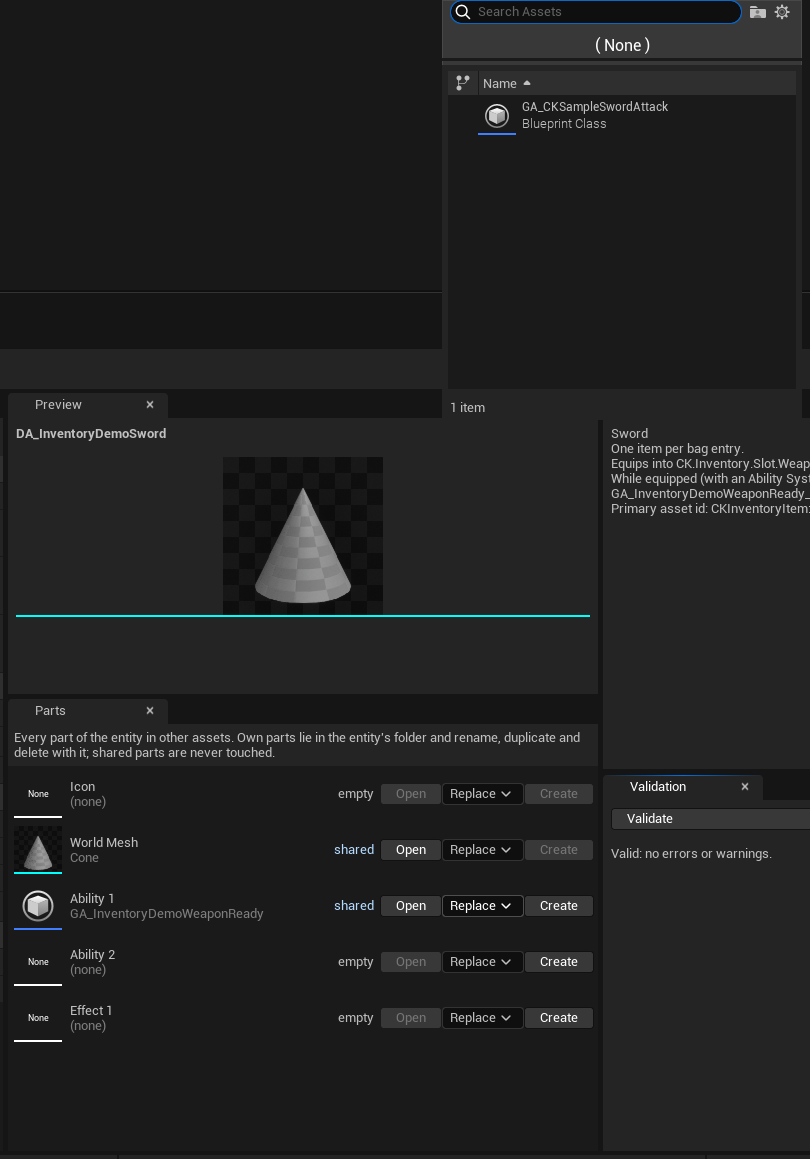 Search Assets
( None )
Name
GA_CKSampleSwordAttack
Blueprint Class
1 item
Preview
DA_InventoryDemoSword
Sword
One item per bag entry.
Equips into CK.Inventory.Slot.Weap
While equipped (with an Ability Syst
GA_InventoryDemoWeaponReady_
Primary asset id: CKInventoryItem:
Parts
Every part of the entity in other assets. Own parts lie in the entity's folder and rename, duplicate and
delete with it; shared parts are never touched.
None
Icon
(none)
empty
Open
Replace
Create
World Mesh
Cone
shared
Open
Replace
Create
Ability 1
GA_InventoryDemoWeaponReady
shared
Open
Replace
Create
None
Ability 2
(none)
empty
Open
Replace
Create
None
Effect 1
(none)
empty
Open
Replace
Create
Validation
Validate
Valid: no errors or warnings.